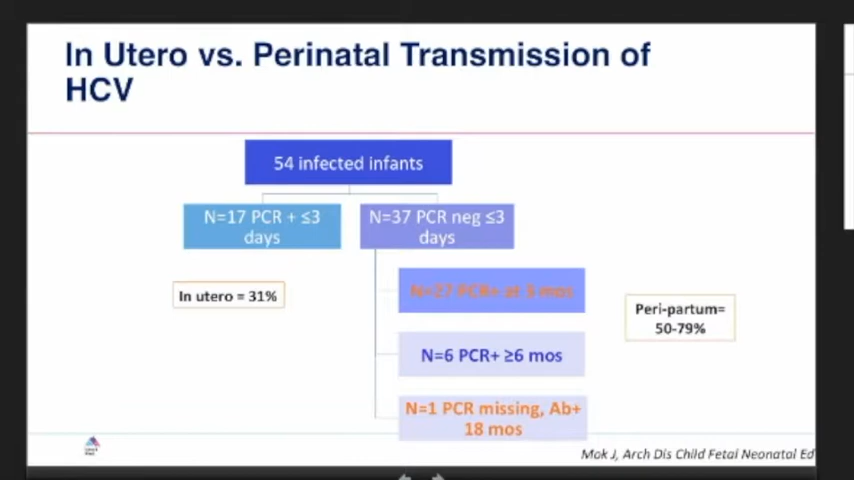 In Utero vs. Perinatal Transmission of
HCV
54 infected infants
N=17 PCR + ≤3
days
N=37 PCR neg ≤3
days
In utero = 31%
N=27 PCR+ at 3 mos
Peri-partum=
50-79%
N=6 PCR+ ≥6 mos
N=1 PCR missing, Ab+
18 mos
Mok J, Arch Dis Child Fetal Neonatal Ed